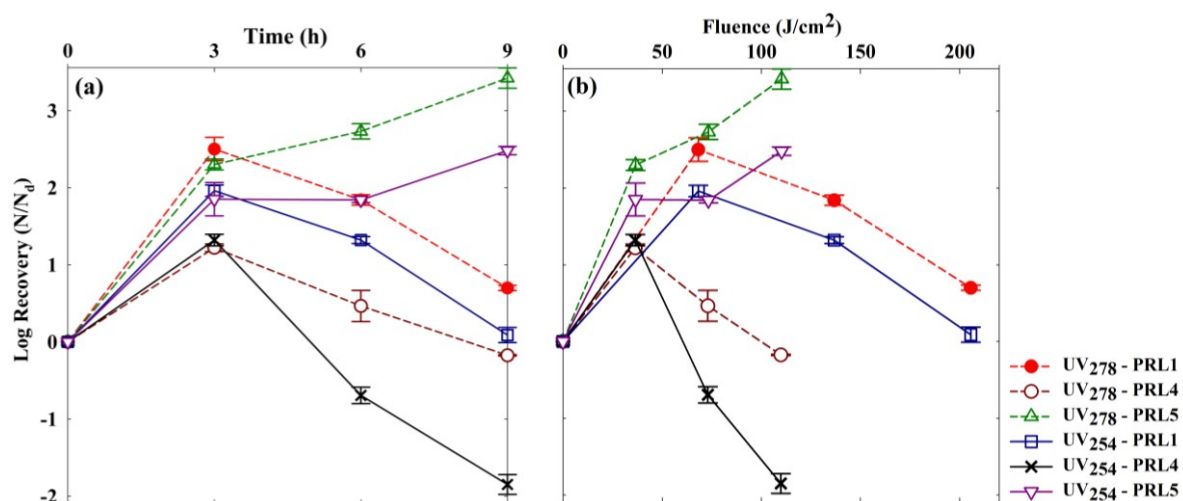 Time (h)
0 3 6 9
Fluence (J/cm²)
0 50 100 150 200
(a)
(b)
Log Recovery (N/N_d)
3
2
1
0
-1
-2
UV₂₇₈ - PRL1
UV₂₇₈ - PRL4
UV₂₇₈ - PRL5
UV₂₅₄ - PRL1
UV₂₅₄ - PRL4
UV₂₅₄ - PRL5